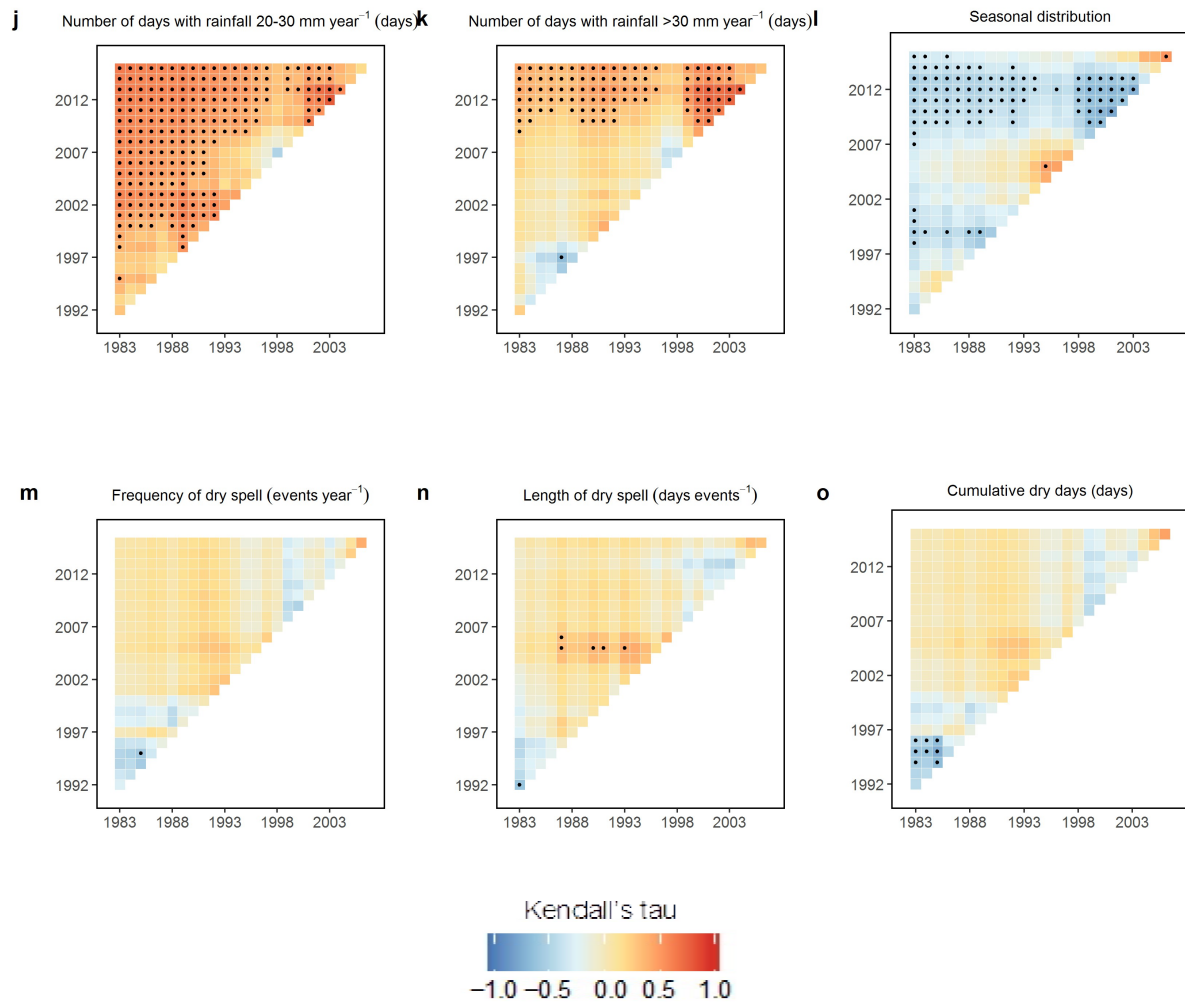 j Number of days with rainfall 20-30 mm year⁻¹ (days)
k Number of days with rainfall >30 mm year⁻¹ (days)
l Seasonal distribution
2012
2007
2002
1997
1992
1983 1988 1993 1998 2003
2012
2007
2002
1997
1992
1983 1988 1993 1998 2003
2012
2007
2002
1997
1992
1983 1988 1993 1998 2003
m Frequency of dry spell (events year⁻¹)
n Length of dry spell (days events⁻¹)
o Cumulative dry days (days)
2012
2007
2002
1997
1992
1983 1988 1993 1998 2003
2012
2007
2002
1997
1992
1983 1988 1993 1998 2003
2012
2007
2002
1997
1992
1983 1988 1993 1998 2003
Kendall's tau
−1.0 −0.5 0.0 0.5 1.0